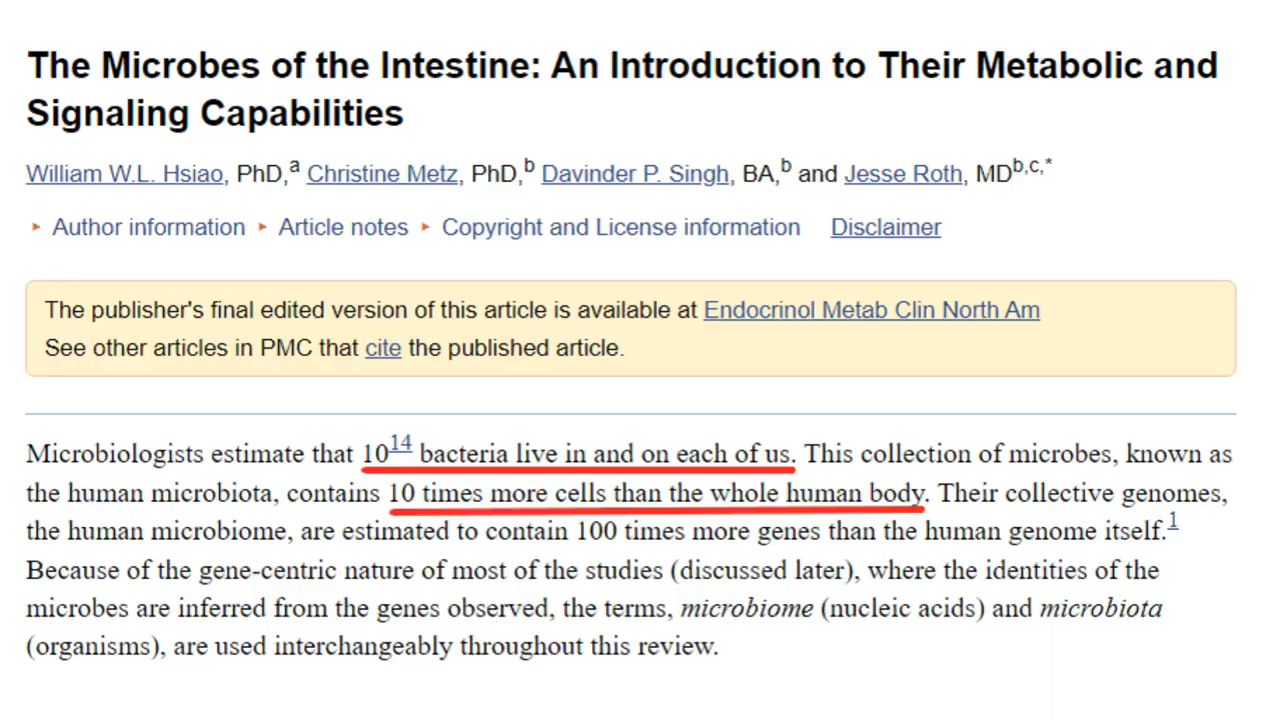 The Microbes of the Intestine: An Introduction to Their Metabolic and
Signaling Capabilities
William W.L. Hsiao, PhD,a Christine Metz, PhD,b Davinder P. Singh, BA,b and Jesse Roth, MDb,c,*
▸ Author information ▸ Article notes ▸ Copyright and License information Disclaimer
The publisher's final edited version of this article is available at Endocrinol Metab Clin North Am
See other articles in PMC that cite the published article.
Microbiologists estimate that 10^14 bacteria live in and on each of us. This collection of microbes, known as
the human microbiota, contains 10 times more cells than the whole human body. Their collective genomes,
the human microbiome, are estimated to contain 100 times more genes than the human genome itself.1
Because of the gene-centric nature of most of the studies (discussed later), where the identities of the
microbes are inferred from the genes observed, the terms, microbiome (nucleic acids) and microbiota
(organisms), are used interchangeably throughout this review.